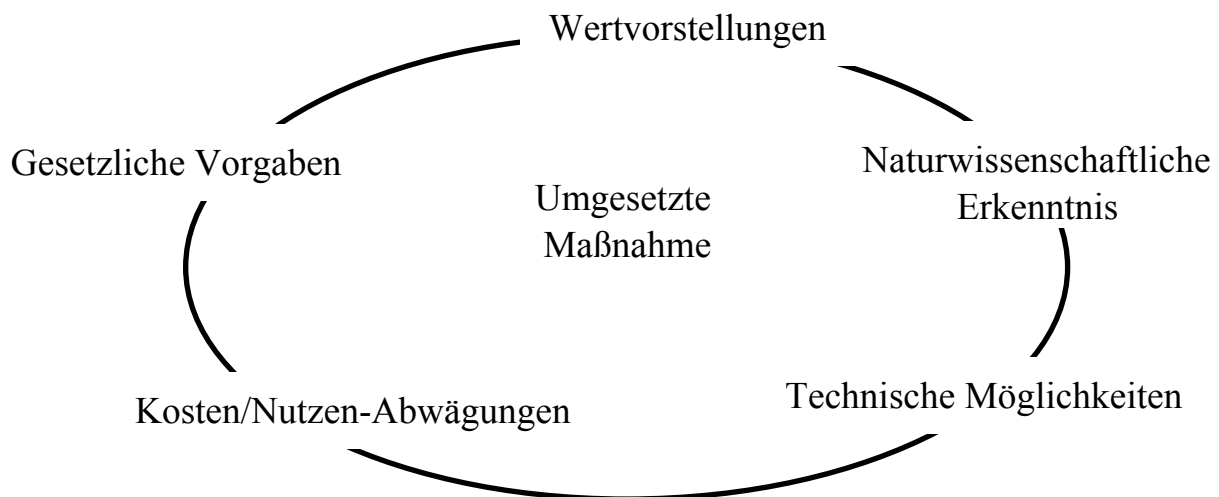 Wertvorstellungen
Gesetzliche Vorgaben
Naturwissenschaftliche
Erkenntnis
Umgesetzte
Maßnahme
Technische Möglichkeiten
Kosten/Nutzen-Abwägungen